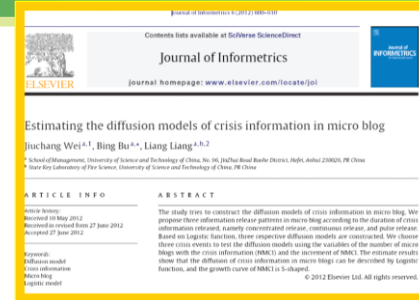 Journal of Informetrics 6 (2012) 600–610
Contents lists available at SciVerse ScienceDirect
Journal of Informetrics
journal homepage: www.elsevier.com/locate/joi
ELSEVIER
Journal of
INFORMETRICS
Estimating the diffusion models of crisis information in micro blog
Jiuchang Wei a,1, Bing Bu a,*, Liang Liang a,b,2
a School of Management, University of Science and Technology of China, No. 96, JinZhai Road Baohe District, Hefei, Anhui 230026, PR China
b State Key Laboratory of Fire Science, University of Science and Technology of China, PR China
ARTICLE INFO
Article history:
Received 10 May 2012
Received in revised form 27 June 2012
Accepted 27 June 2012
Keywords:
Diffusion model
Crisis information
Micro blog
Logistic model
ABSTRACT
The study tries to construct the diffusion models of crisis information in micro blog. We
propose three information release patterns in micro blog according to the duration of crisis
information released, namely concentrated release, continuous release, and pulse release.
Based on Logistic function, three respective diffusion models are constructed. We choose
three crisis events to test the diffusion models using the variables of the number of micro
blogs with the crisis information (NMCI) and the increment of NMCI. The estimate results
show that the diffusion of crisis information in micro blogs can be described by Logistic
function, and the growth curve of NMCI is S-shaped.
© 2012 Elsevier Ltd. All rights reserved.